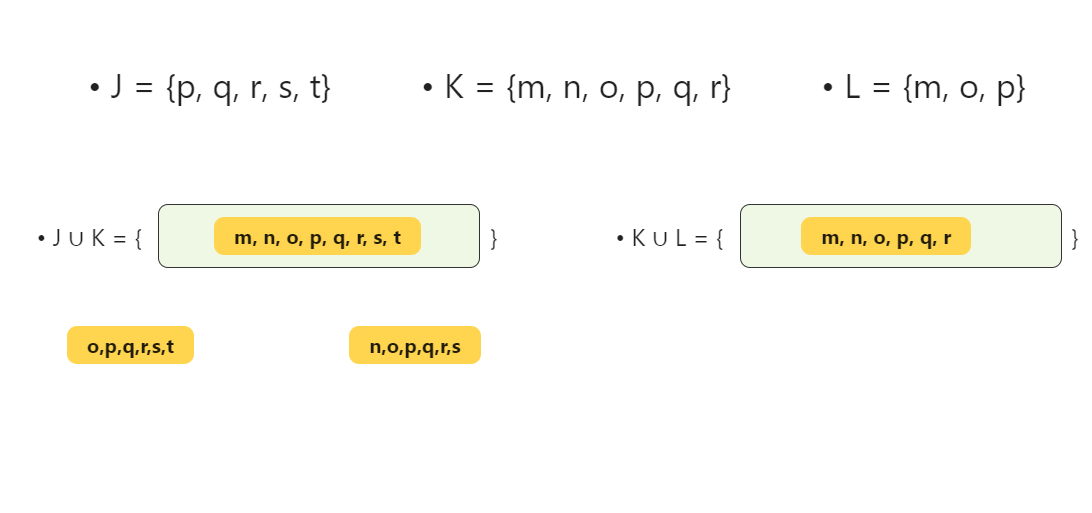 • J = {p, q, r, s, t} • K = {m, n, o, p, q, r} • L = {m, o, p}
• J ∪ K = { m, n, o, p, q, r, s, t } • K ∪ L = { m, n, o, p, q, r }
o,p,q,r,s,t n,o,p,q,r,s